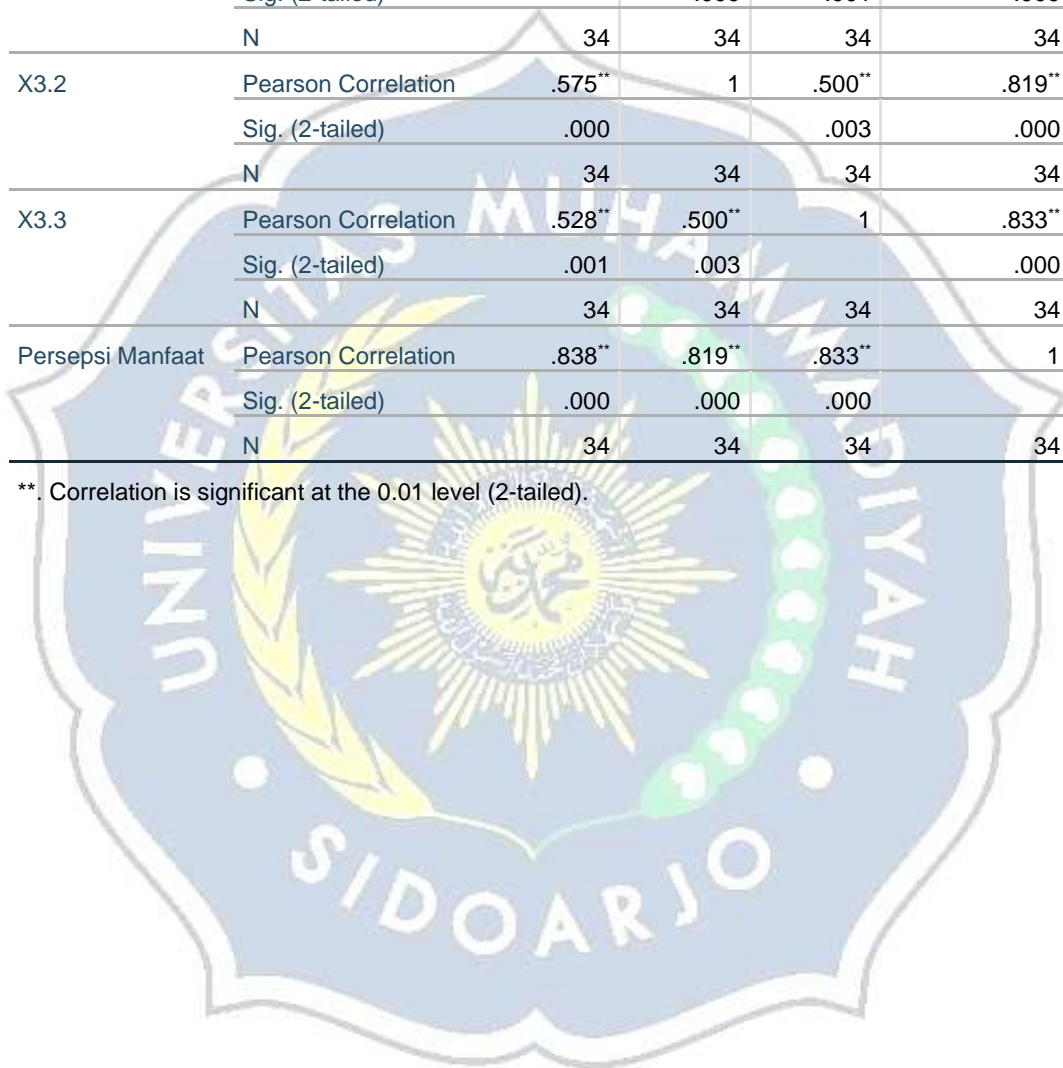 N 34 34 34 34
X3.2 Pearson Correlation .575** 1 .500** .819**
Sig. (2-tailed) .000 .003 .000
N 34 34 34 34
X3.3 Pearson Correlation .528** .500** 1 .833**
Sig. (2-tailed) .001 .003 .000
N 34 34 34 34
Persepsi Manfaat Pearson Correlation .838** .819** .833** 1
Sig. (2-tailed) .000 .000 .000
N 34 34 34 34
**. Correlation is significant at the 0.01 level (2-tailed).
UNIVERSITAS MUHAMMADIYAH
SIDOARJO